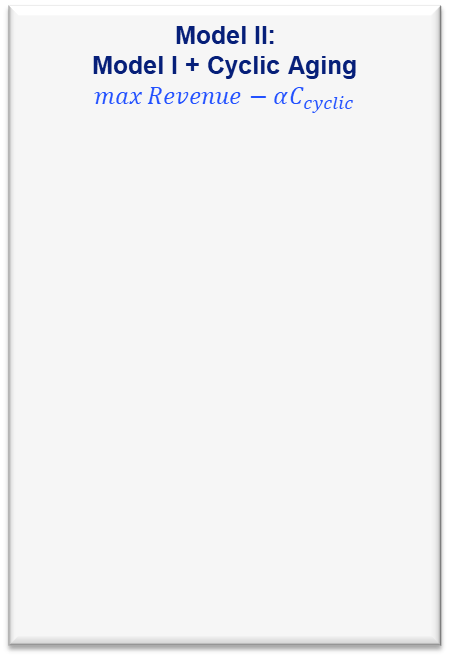 Model II:
Model I + Cyclic Aging
max Revenue − αC_cyclic